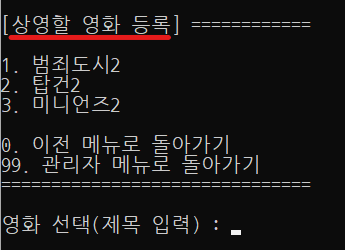 [상영할 영화 등록] ============
1. 범죄도시2
2. 탑건2
3. 미니언즈2
0. 이전 메뉴로 돌아가기
99. 관리자 메뉴로 돌아가기
===============================
영화 선택(제목 입력) :